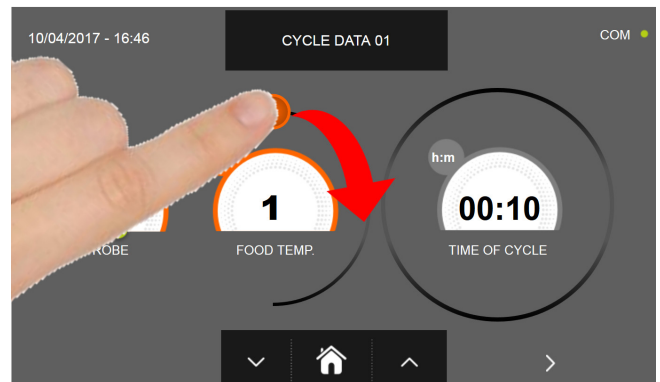 10/04/2017 - 16:46
CYCLE DATA 01
COM
h:m
1
00:10
ROBE
FOOD TEMP.
TIME OF CYCLE